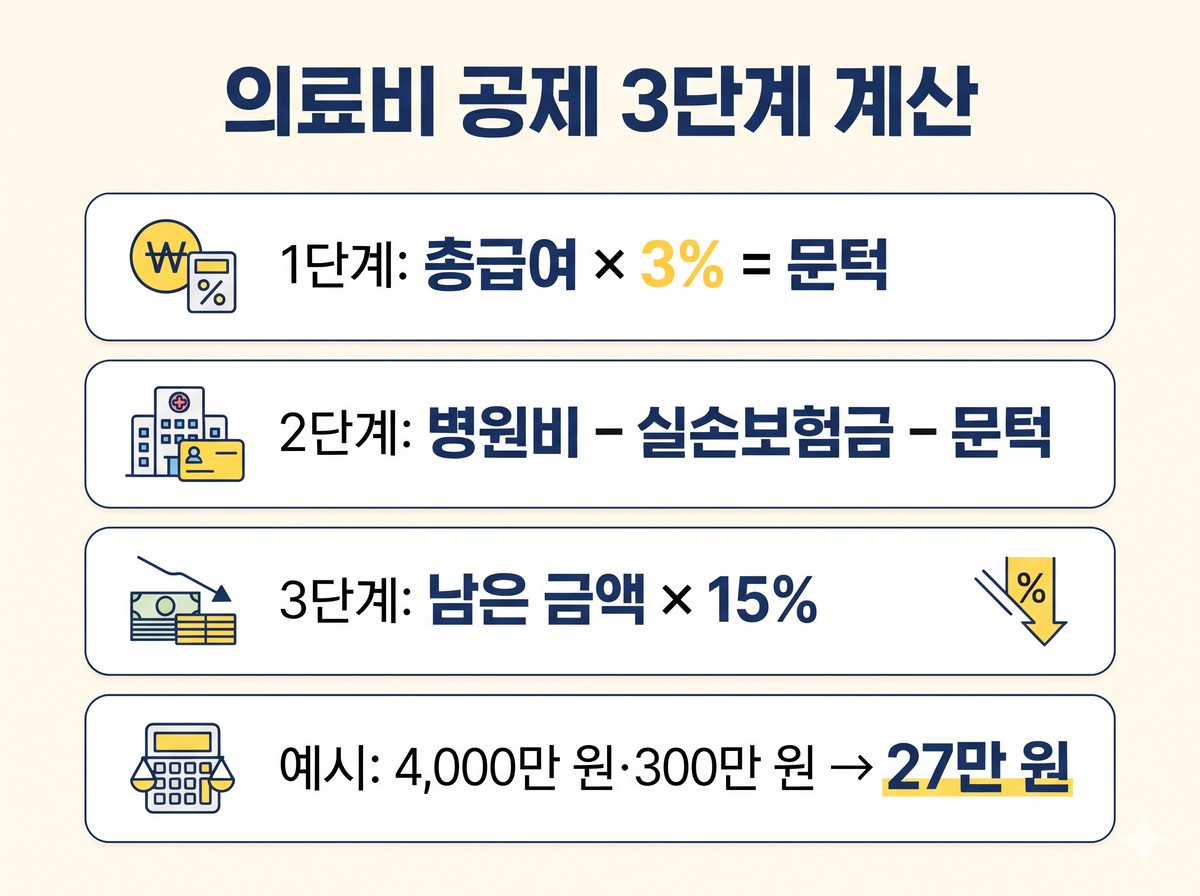 의료비 공제 3단계 계산
₩
%
1단계: 총급여 × 3% = 문턱
2단계: 병원비 − 실손보험금 − 문턱
3단계: 남은 금액 × 15%
%
예시: 4,000만 원·300만 원 → 27만 원